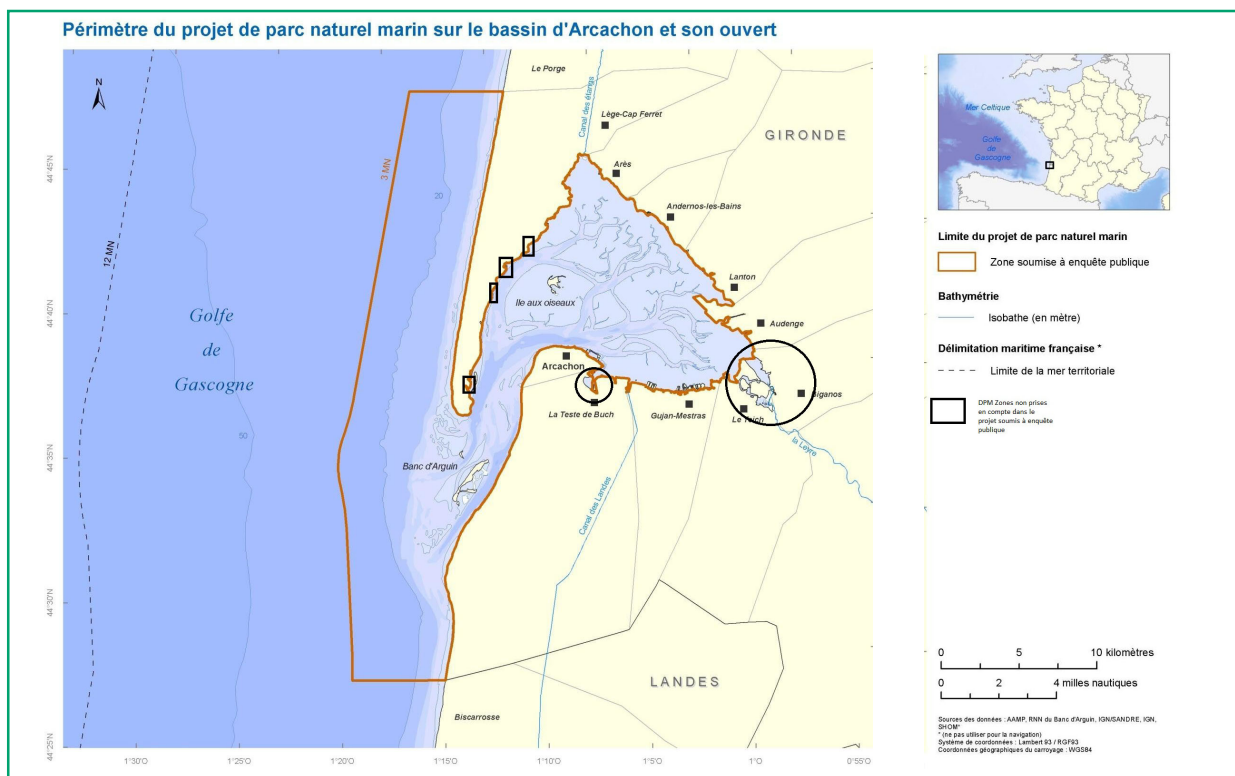 Périmètre du projet de parc naturel marin sur le bassin d'Arcachon et son ouvert
N
Le Porge
Canal des étangs
Lège-Cap Ferret
GIRONDE
Arès
Andernos-les-Bains
Lanton
Audenge
Biganos
Le Teich
la Leyre
Gujan-Mestras
La Teste de Buch
Arcachon
Ile aux oiseaux
Banc d'Arguin
Canal des Landes
LANDES
Biscarrosse
Golfe
de
Gascogne
12 MN
3 MN
20
50
44°45'N
44°40'N
44°35'N
44°30'N
44°25'N
1°30'O
1°25'O
1°20'O
1°15'O
1°10'O
1°5'O
1°O
0°55'O
Mer Celtique
Golfe
de
Gascogne
Limite du projet de parc naturel marin
Zone soumise à enquête publique
Bathymétrie
Isobathe (en mètre)
Délimitation maritime française *
Limite de la mer territoriale
DPM Zones non prises
en compte dans le
projet soumis à enquête
publique
0 5 10 kilomètres
0 2 4 milles nautiques
Sources des données : AAMP, RNN du Banc d'Arguin, IGN/SANDRE, IGN,
SHOM*
* (ne pas utiliser pour la navigation)
Système de coordonnées : Lambert 93 / RGF93
Coordonnées géographiques du carroyage : WGS84